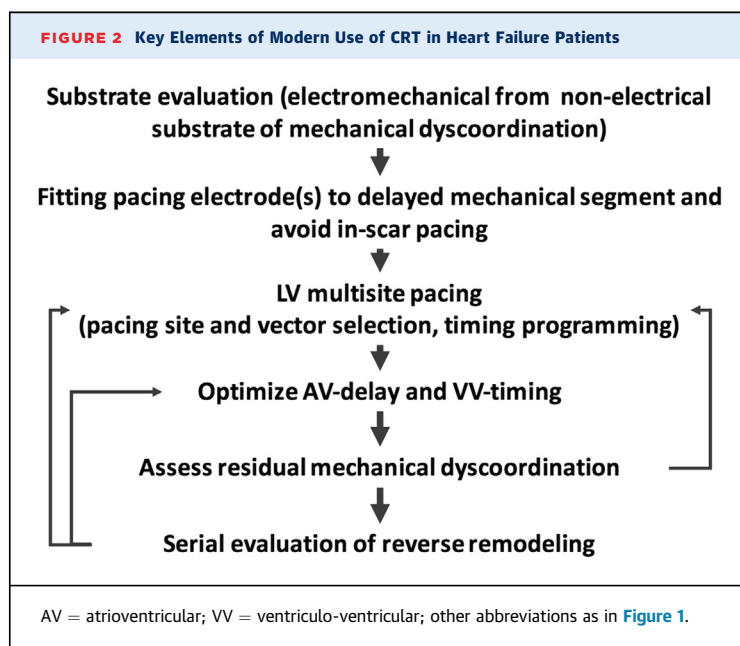 FIGURE 2 Key Elements of Modern Use of CRT in Heart Failure Patients
Substrate evaluation (electromechanical from non-electrical
substrate of mechanical dyscoordination)
Fitting pacing electrode(s) to delayed mechanical segment and
avoid in-scar pacing
LV multisite pacing
(pacing site and vector selection, timing programming)
Optimize AV-delay and VV-timing
Assess residual mechanical dyscoordination
Serial evaluation of reverse remodeling
AV = atrioventricular; VV = ventriculo-ventricular; other abbreviations as in Figure 1.